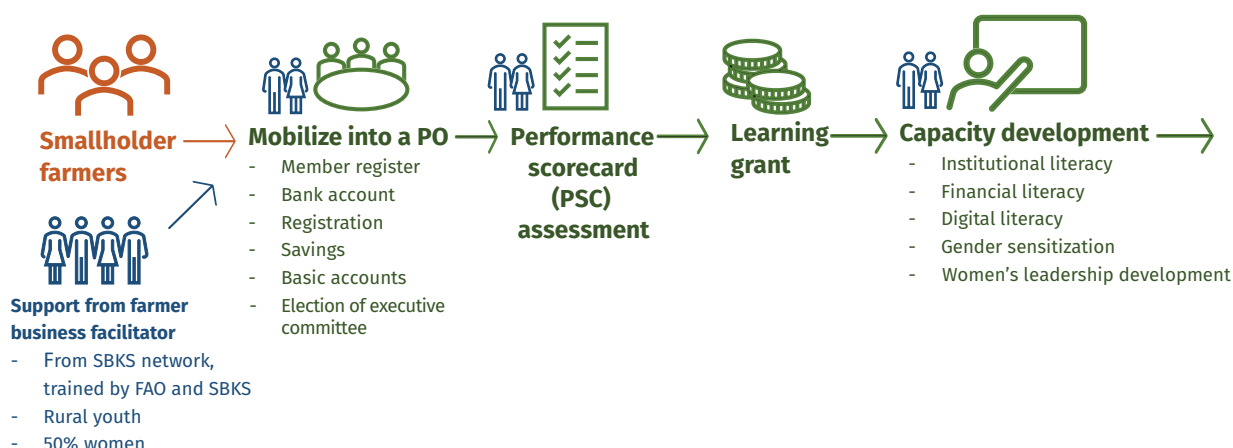 Smallholder
farmers
Support from farmer
business facilitator
- From SBKS network,
trained by FAO and SBKS
- Rural youth
- 50% women
Mobilize into a PO
- Member register
- Bank account
- Registration
- Savings
- Basic accounts
- Election of executive
committee
Performance
scorecard
(PSC)
assessment
Learning
grant
Capacity development
- Institutional literacy
- Financial literacy
- Digital literacy
- Gender sensitization
- Women's leadership development